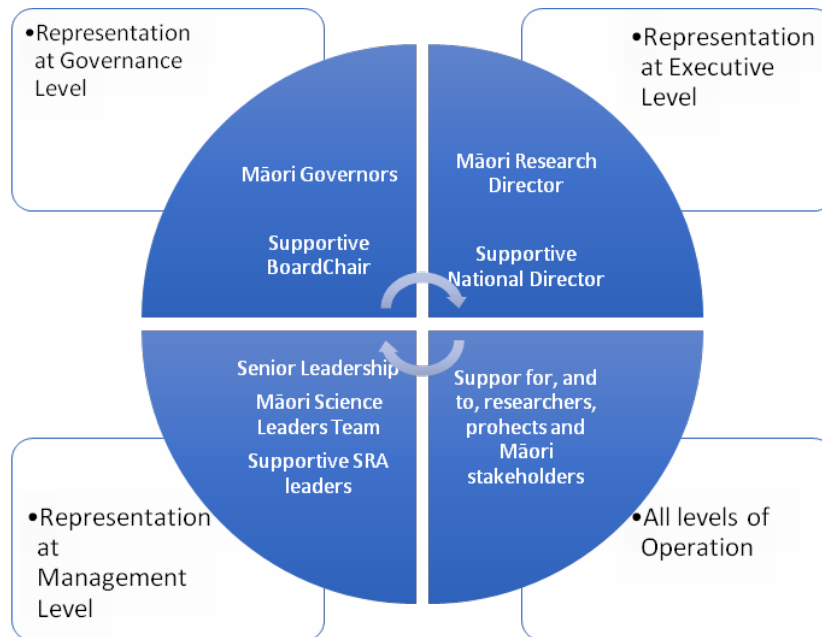 •Representation
at Governance
Level
•Representation
at Executive
Level
Māori Governors
Supportive
BoardChair
Māori Research
Director
Supportive
National Director
Senior Leadership
Māori Science
Leaders Team
Supportive SRA
leaders
Suppor for, and
to, researchers,
prohects and
Māori
stakeholders
•Representation
at
Management
Level
•All levels of
Operation